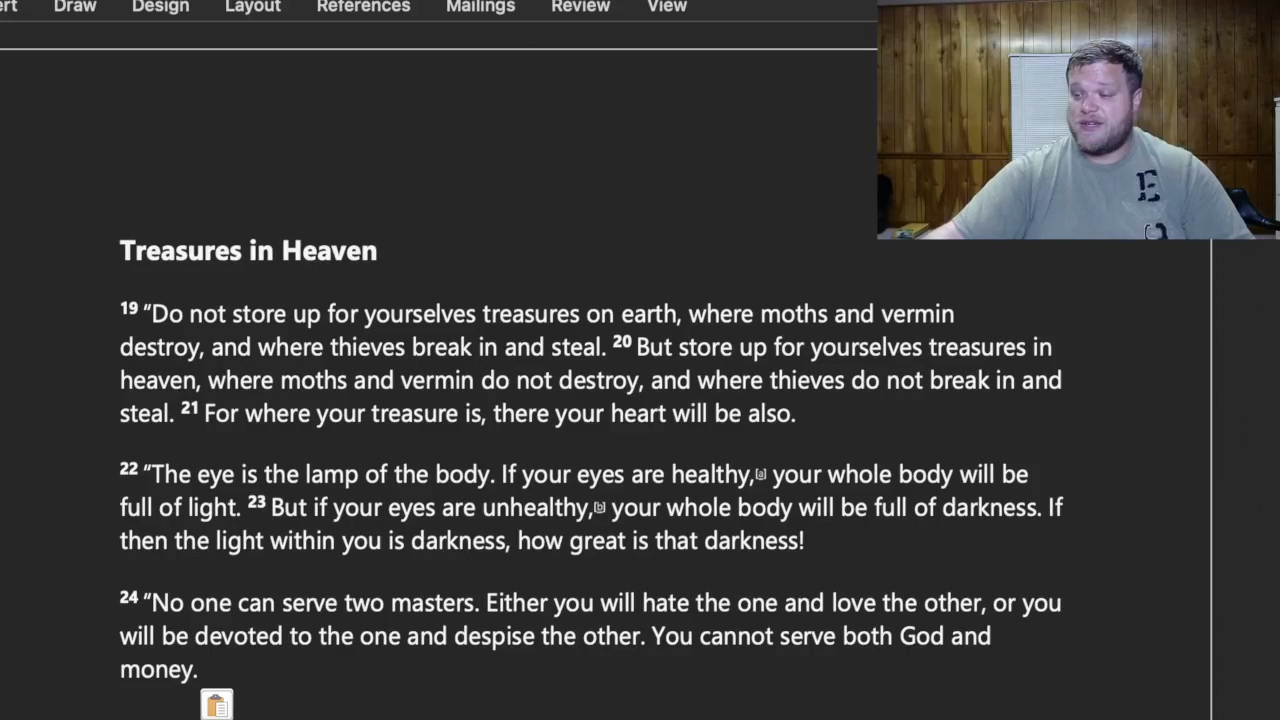 Draw Design Layout References Mailings Review View
Treasures in Heaven
19 “Do not store up for yourselves treasures on earth, where moths and vermin
destroy, and where thieves break in and steal. 20 But store up for yourselves treasures in
heaven, where moths and vermin do not destroy, and where thieves do not break in and
steal. 21 For where your treasure is, there your heart will be also.
22 “The eye is the lamp of the body. If your eyes are healthy,[a] your whole body will be
full of light. 23 But if your eyes are unhealthy,[b] your whole body will be full of darkness. If
then the light within you is darkness, how great is that darkness!
24 “No one can serve two masters. Either you will hate the one and love the other, or you
will be devoted to the one and despise the other. You cannot serve both God and
money.